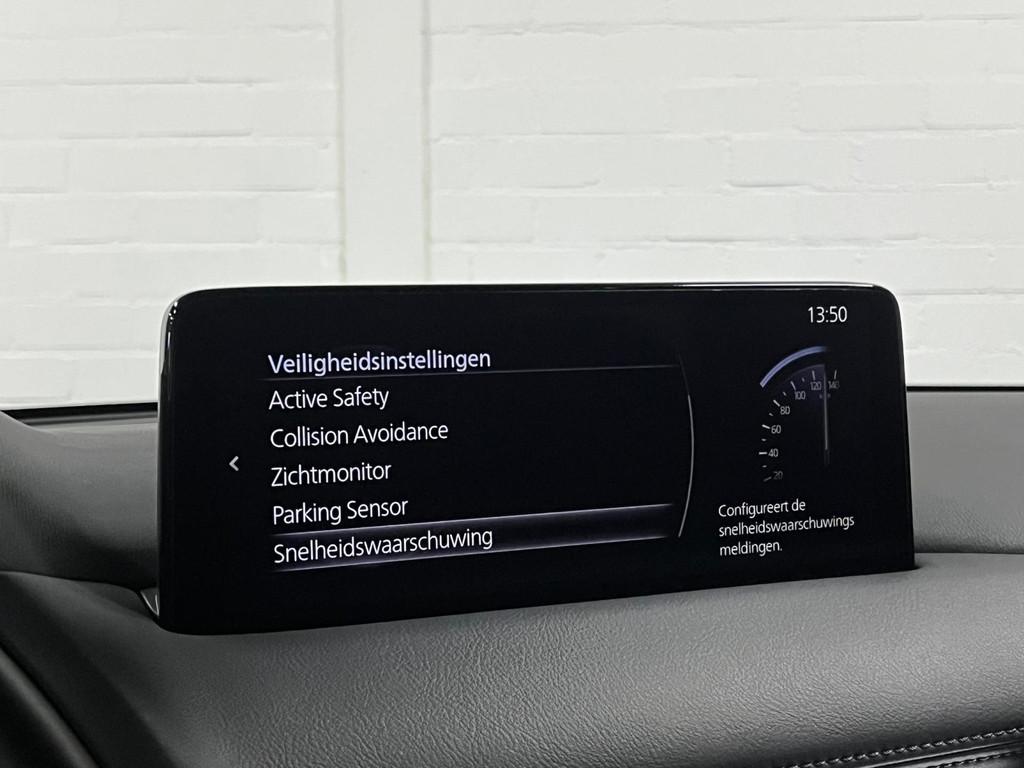 13:50
Veiligheidsinstellingen
Active Safety
Collision Avoidance
Zichtmonitor
Parking Sensor
Snelheidswaarschuwing
140
120
100
80
60
40
20
Configureert de
snelheidswaarschuwings
meldingen.